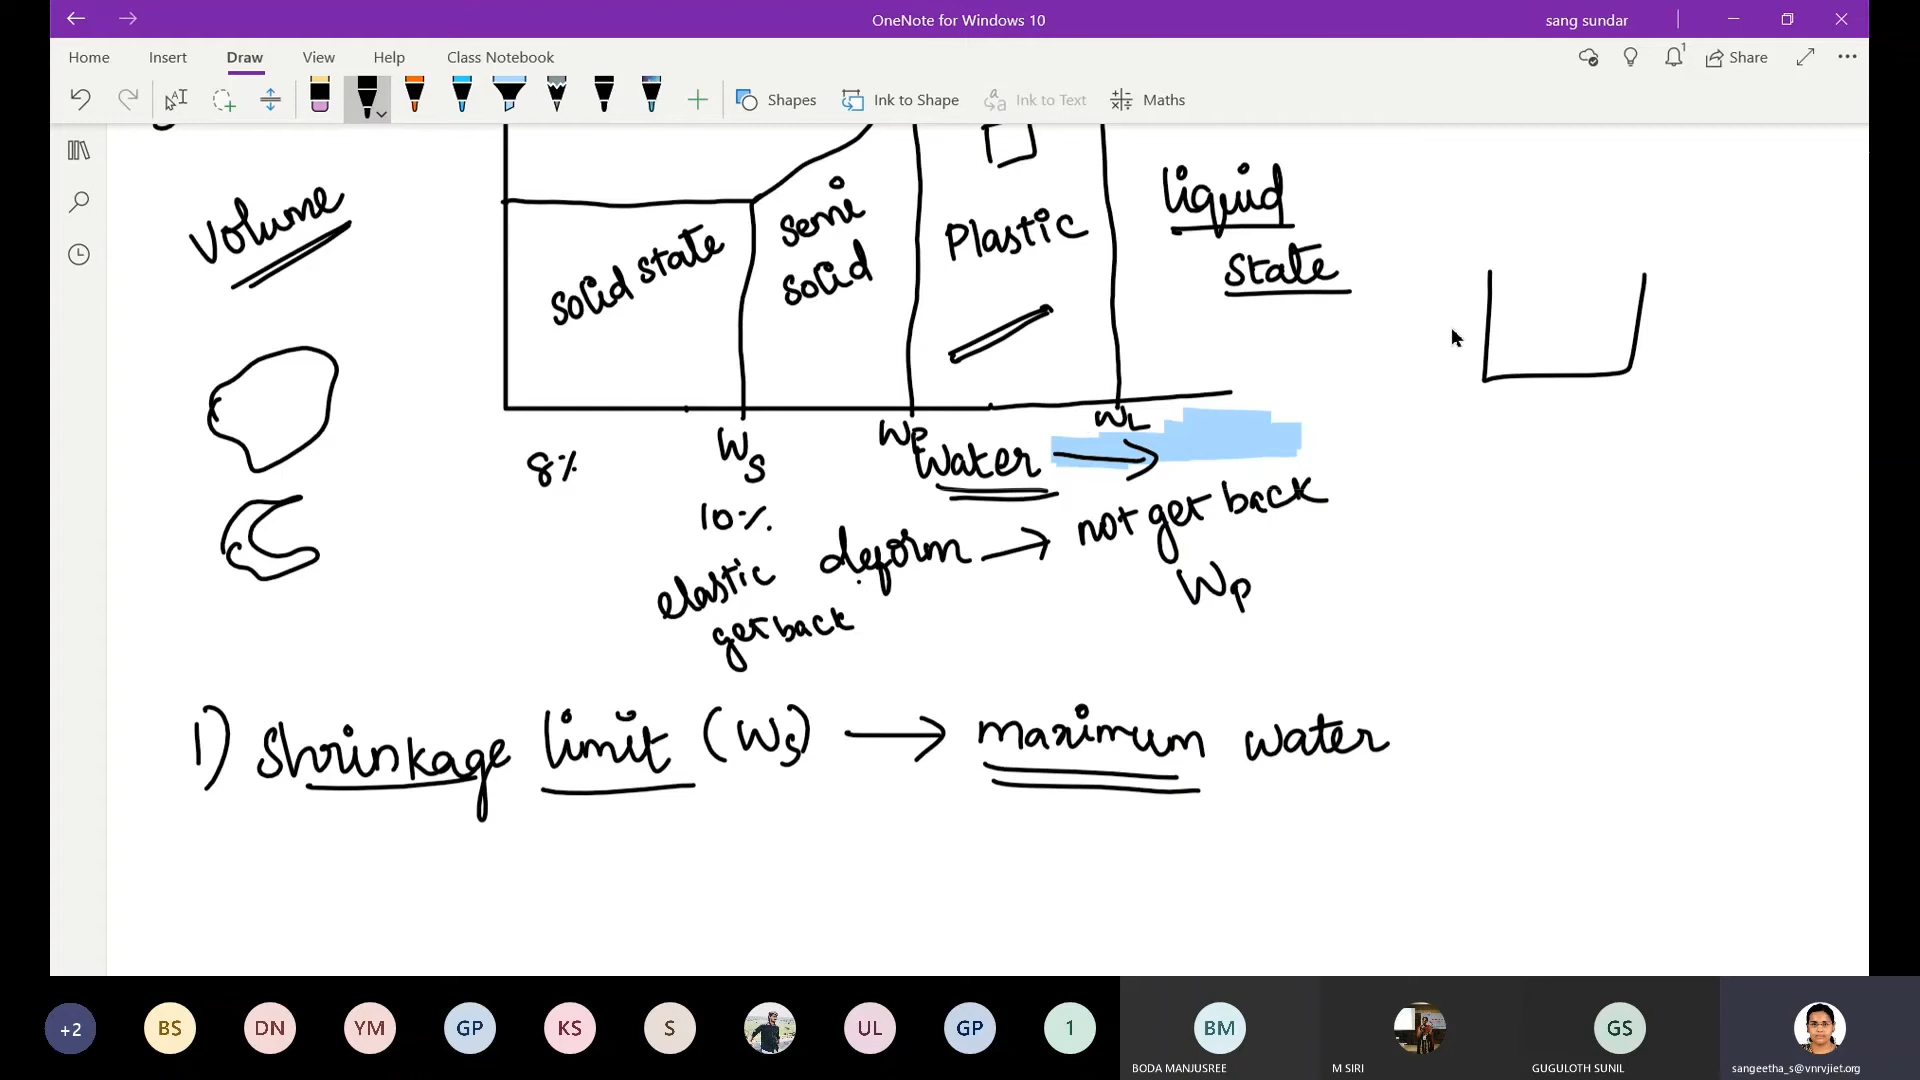 OneNote for Windows 10
sang sundar
Home Insert Draw View Help Class Notebook
1
Share
Shapes
Ink to Shape
Ink to Text
Maths
Volume
Solid state
Semi
Solid
Plastic
liquid
state
Ws
Wp
WL
Water
8%
10%
elastic
get back
deform → not get back
Wp
1) Shrinkage limit (Ws) → maximum water
+2 BS DN YM GP KS S UL GP 1 BM GS
BODA MANJUSREE M SIRI GUGULOTH SUNIL sangeetha_s@vnrvjiet.org